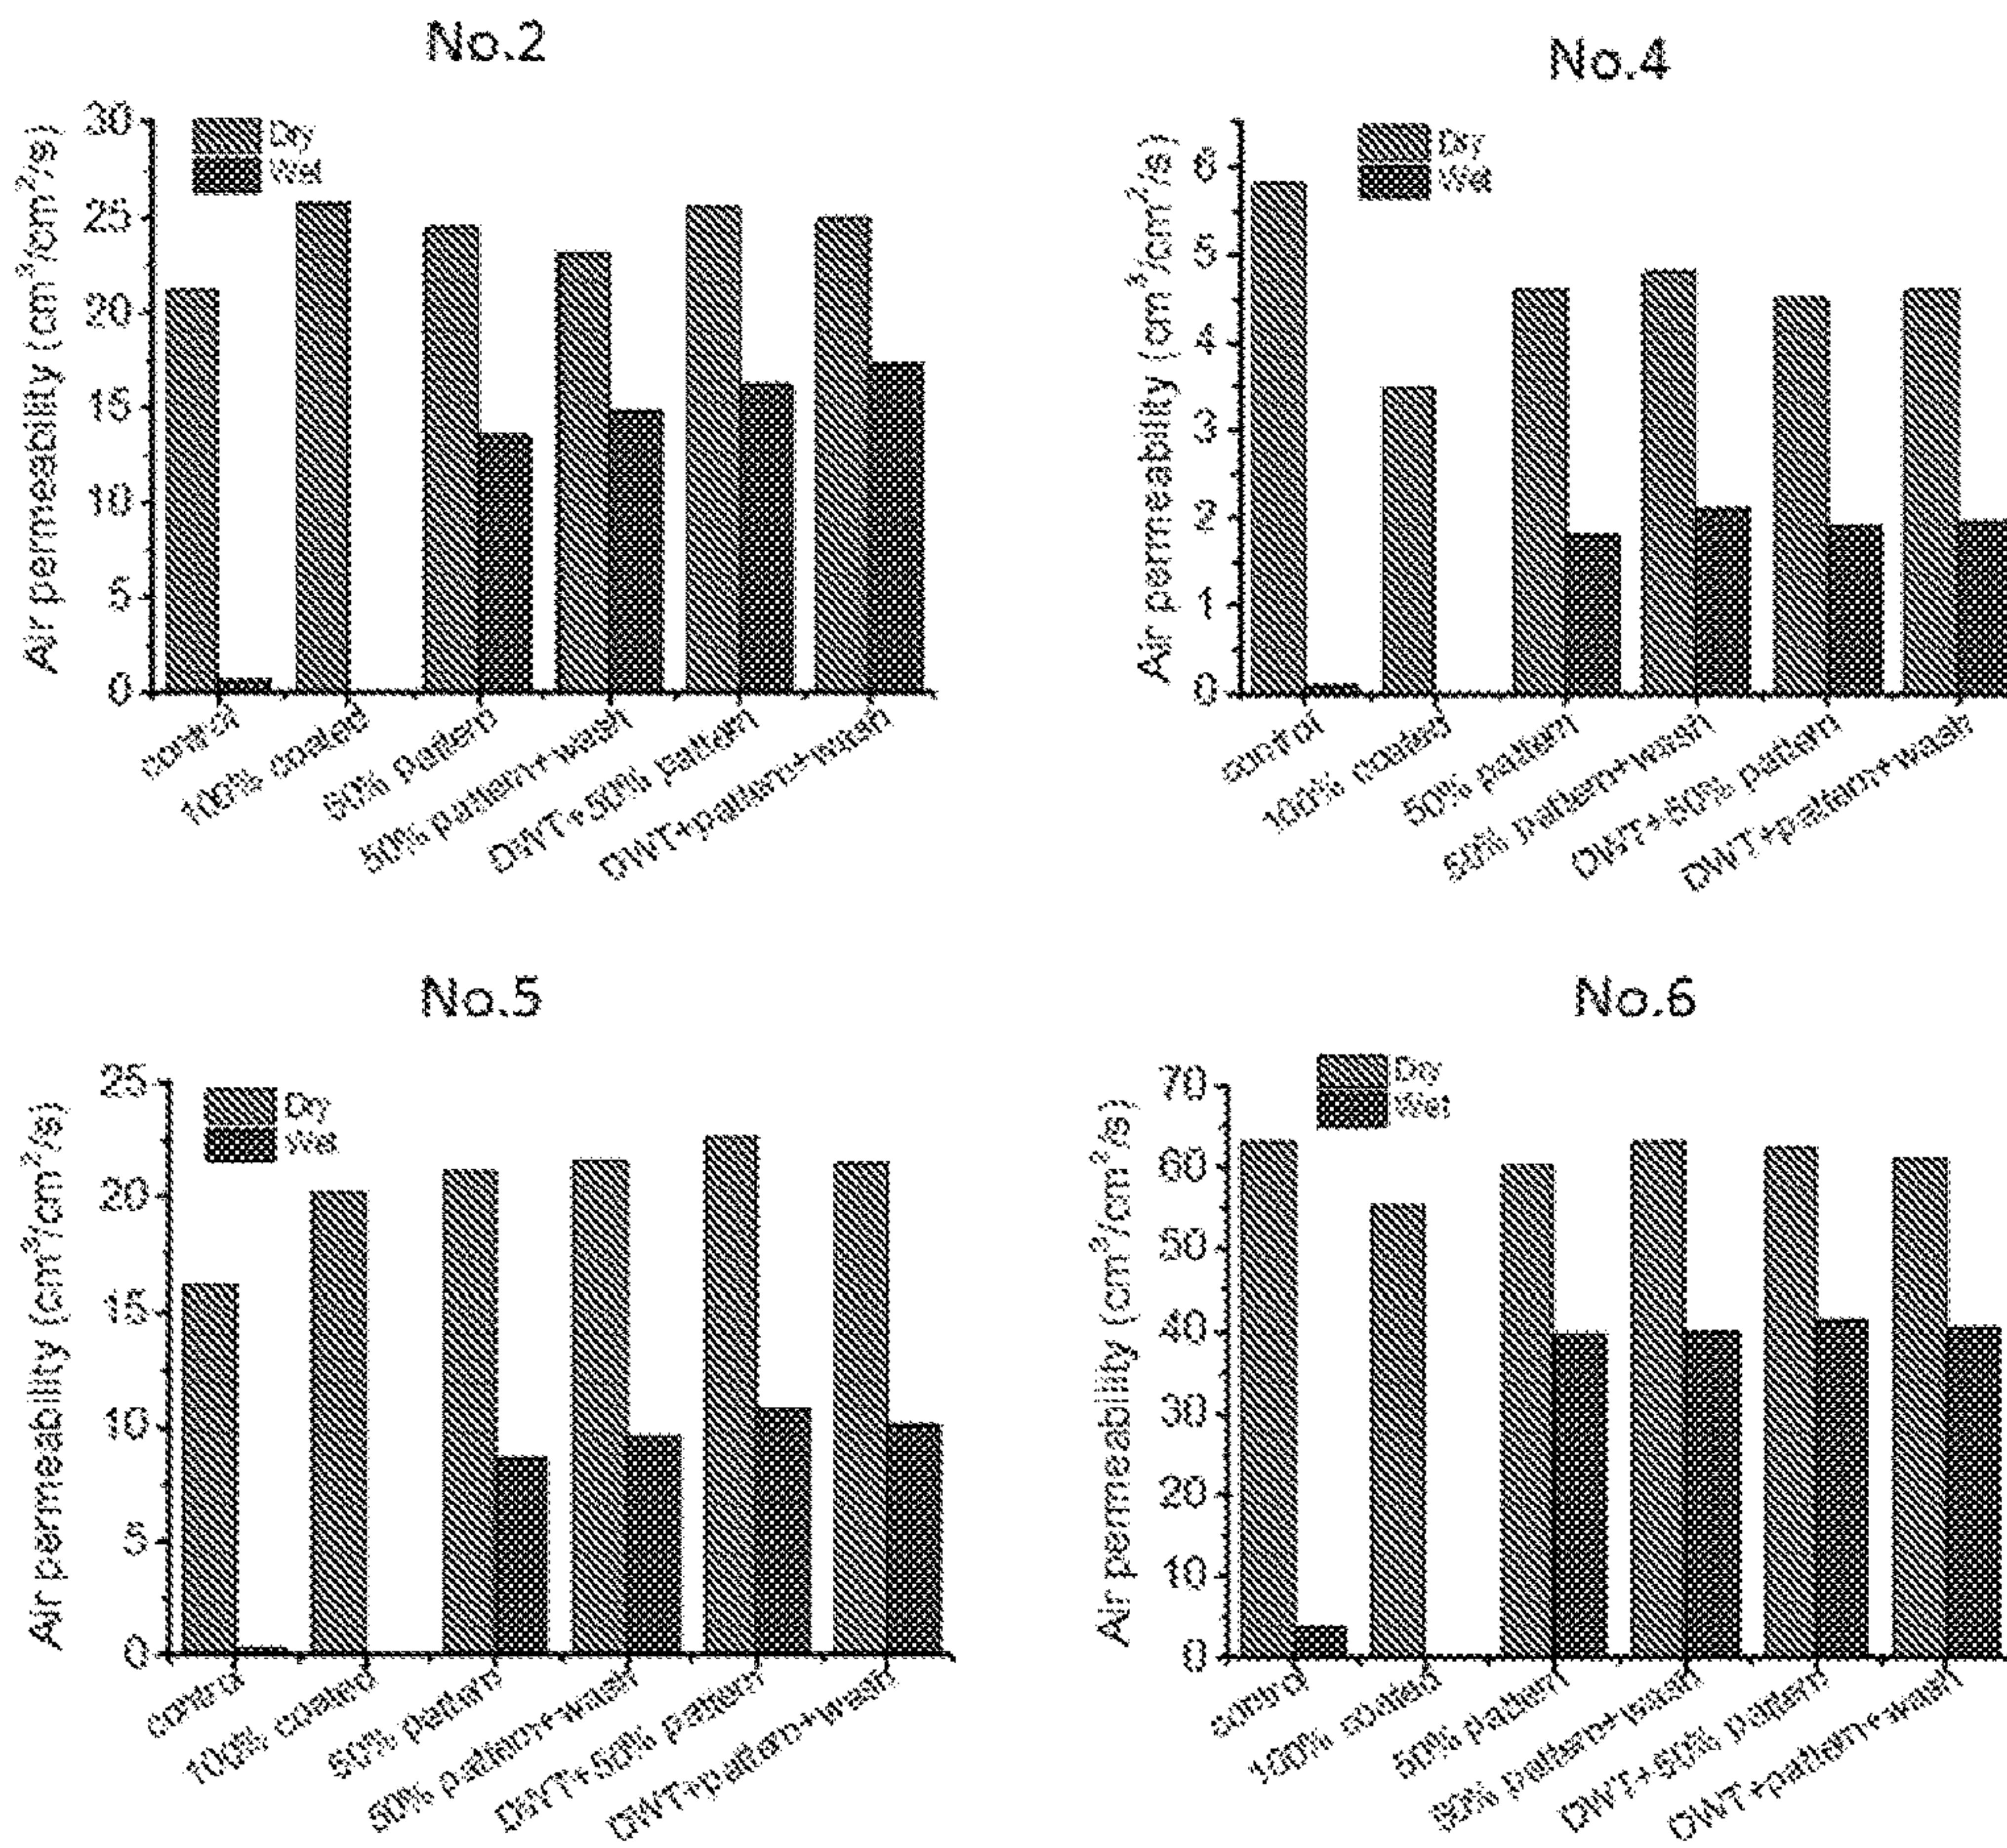 No.2
Air permeability (cm³/cm²/s)
30
25
20
15
10
5
0
Dry
Wet
control
100% coated
50% pattern
50% pattern+wash
DWT+50% pattern
DWT+pattern+wash
No.4
Air permeability (cm³/cm²/s)
6
5
4
3
2
1
0
Dry
Wet
control
100% coated
50% pattern
50% pattern+wash
DWT+50% pattern
DWT+pattern+wash
No.5
Air permeability (cm³/cm²/s)
25
20
15
10
5
0
Dry
Wet
control
100% coated
50% pattern
50% pattern+wash
DWT+50% pattern
DWT+pattern+wash
No.6
Air permeability (cm³/cm²/s)
70
60
50
40
30
20
10
0
Dry
Wet
control
100% coated
50% pattern
50% pattern+wash
DWT+50% pattern
DWT+pattern+wash